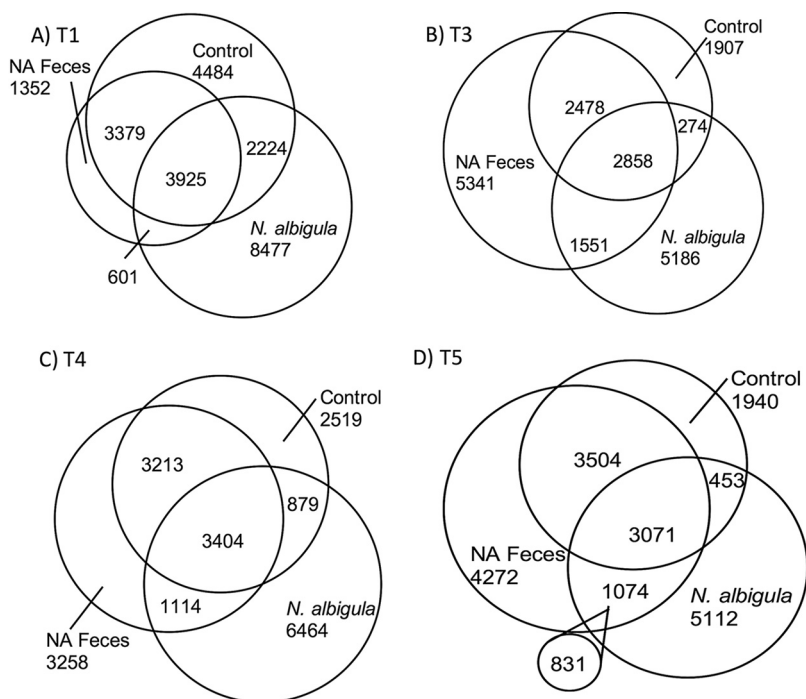 A) T1
Control
4484
NA Feces
1352
3379
2224
3925
N. albigula
8477
601
B) T3
Control
1907
2478
274
NA Feces
5341
2858
1551
N. albigula
5186
C) T4
Control
2519
3213
879
3404
1114
N. albigula
6464
NA Feces
3258
D) T5
Control
1940
3504
453
3071
NA Feces
4272
1074
N. albigula
5112
831